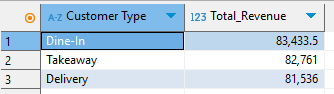 A-Z Customer Type 123 Total_Revenue
1 Dine-In 83,433.5
2 Takeaway 82,761
3 Delivery 81,536